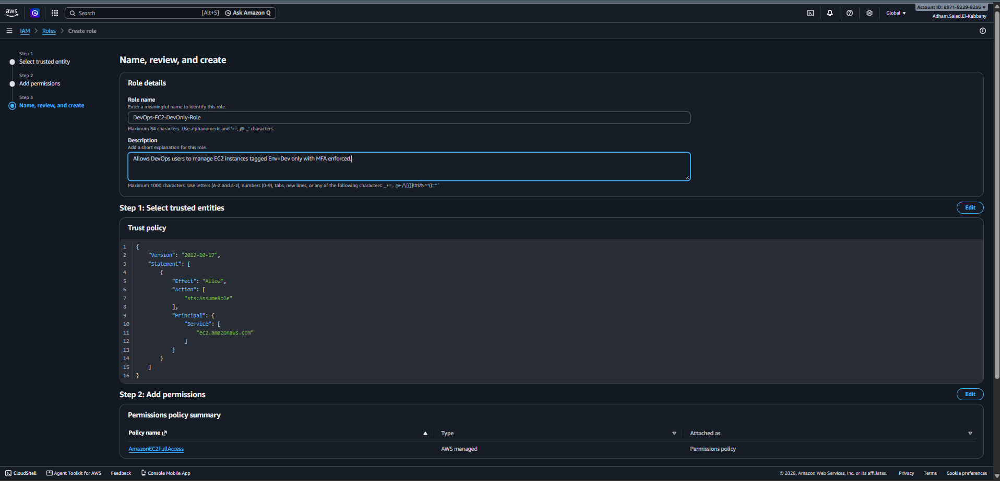 aws
Search [Alt+S] Ask Amazon Q
Global
Account ID: 8971-9229-8286
Adham.Saied.El-Kabbany
IAM > Roles > Create role
Step 1
Select trusted entity
Step 2
Add permissions
Step 3
Name, review, and create
Name, review, and create
Role details
Role name
Enter a meaningful name to identify this role.
DevOps-EC2-DevOnly-Role
Maximum 64 characters. Use alphanumeric and '+=,.@-_' characters.
Description
Add a short explanation for this role.
Allows DevOps users to manage EC2 instances tagged Env=Dev only with MFA enforced.
Maximum 1000 characters. Use letters (A-Z and a-z), numbers (0-9), tabs, new lines, or any of the following characters: _+=,. @-/\[{}]!#$%^*();:"'`
Step 1: Select trusted entities
Edit
Trust policy
1 {
2 "Version": "2012-10-17",
3 "Statement": [
4 {
5 "Effect": "Allow",
6 "Action": [
7 "sts:AssumeRole"
8 ],
9 "Principal": {
10 "Service": [
11 "ec2.amazonaws.com"
12 ]
13 }
14 }
15 ]
16 }
Step 2: Add permissions
Edit
Permissions policy summary
Policy name Type Attached as
AmazonEC2FullAccess AWS managed Permissions policy
CloudShell Agent Toolkit for AWS Feedback Console Mobile App © 2026, Amazon Web Services, Inc. or its affiliates. Privacy Terms Cookie preferences